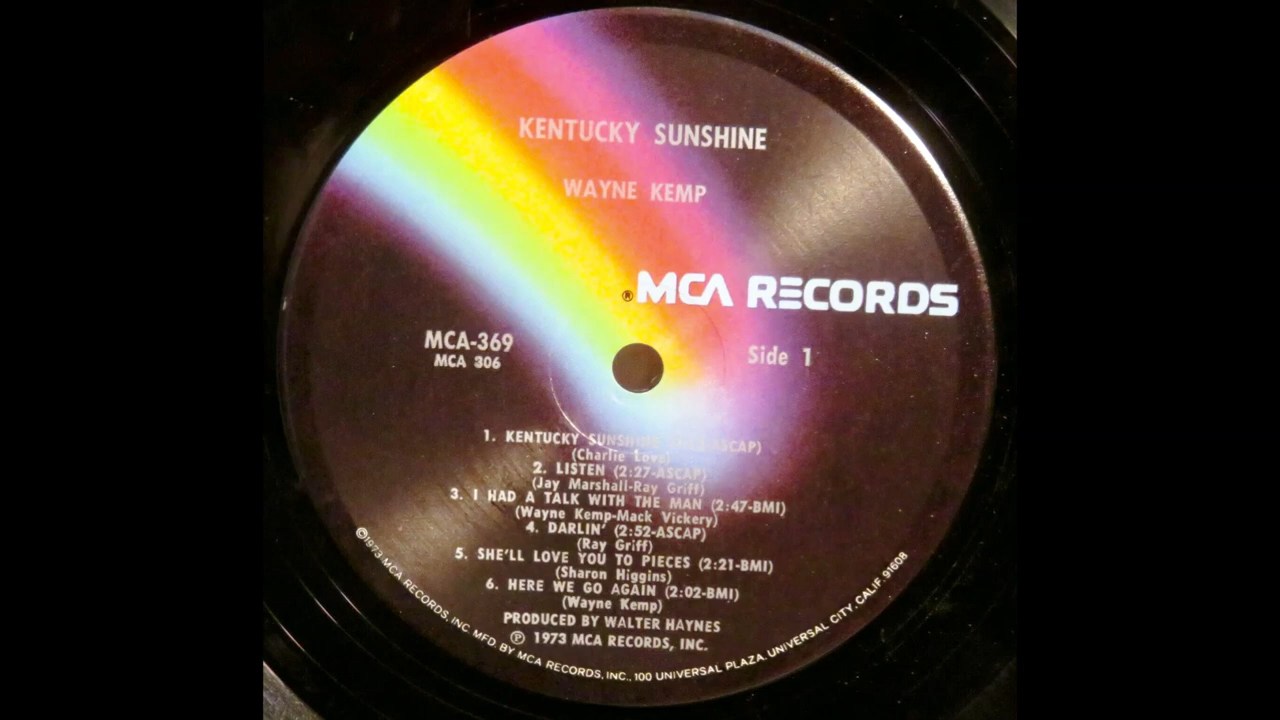 KENTUCKY SUNSHINE
WAYNE KEMP
® MCA RECORDS
MCA-369
MCA 306
Side 1
1. KENTUCKY SUNSHINE ASCAP)
(Charlie Love)
2. LISTEN (2:27-ASCAP)
(Jay Marshall-Ray Griff)
3. I HAD A TALK WITH THE MAN (2:47-BMI)
(Wayne Kemp-Mack Vickery)
4. DARLIN' (2:52-ASCAP)
(Ray Griff)
5. SHE'LL LOVE YOU TO PIECES (2:21-BMI)
(Sharon Higgins)
6. HERE WE GO AGAIN (2:02-BMI)
(Wayne Kemp)
PRODUCED BY WALTER HAYNES
℗ 1973 MCA RECORDS, INC.
©1973 MCA RECORDS, INC. MFD. BY MCA RECORDS, INC., 100 UNIVERSAL PLAZA, UNIVERSAL CITY, CALIF. 91608